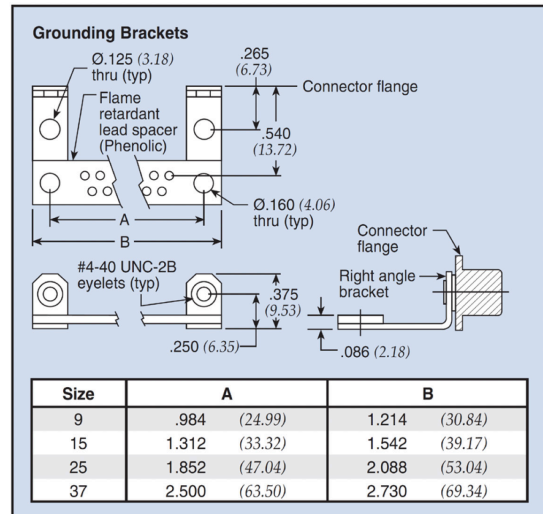 Grounding Brackets
Ø.125 (3.18)
thru (typ)
.265
(6.73)
Connector flange
Flame
retardant
lead spacer
(Phenolic)
.540
(13.72)
Ø.160 (4.06)
thru (typ)
A
B
Connector
flange
#4-40 UNC-2B
eyelets (typ)
Right angle
bracket
.375
(9.53)
.250 (6.35)
.086 (2.18)
Size A B
9 .984 (24.99) 1.214 (30.84)
15 1.312 (33.32) 1.542 (39.17)
25 1.852 (47.04) 2.088 (53.04)
37 2.500 (63.50) 2.730 (69.34)